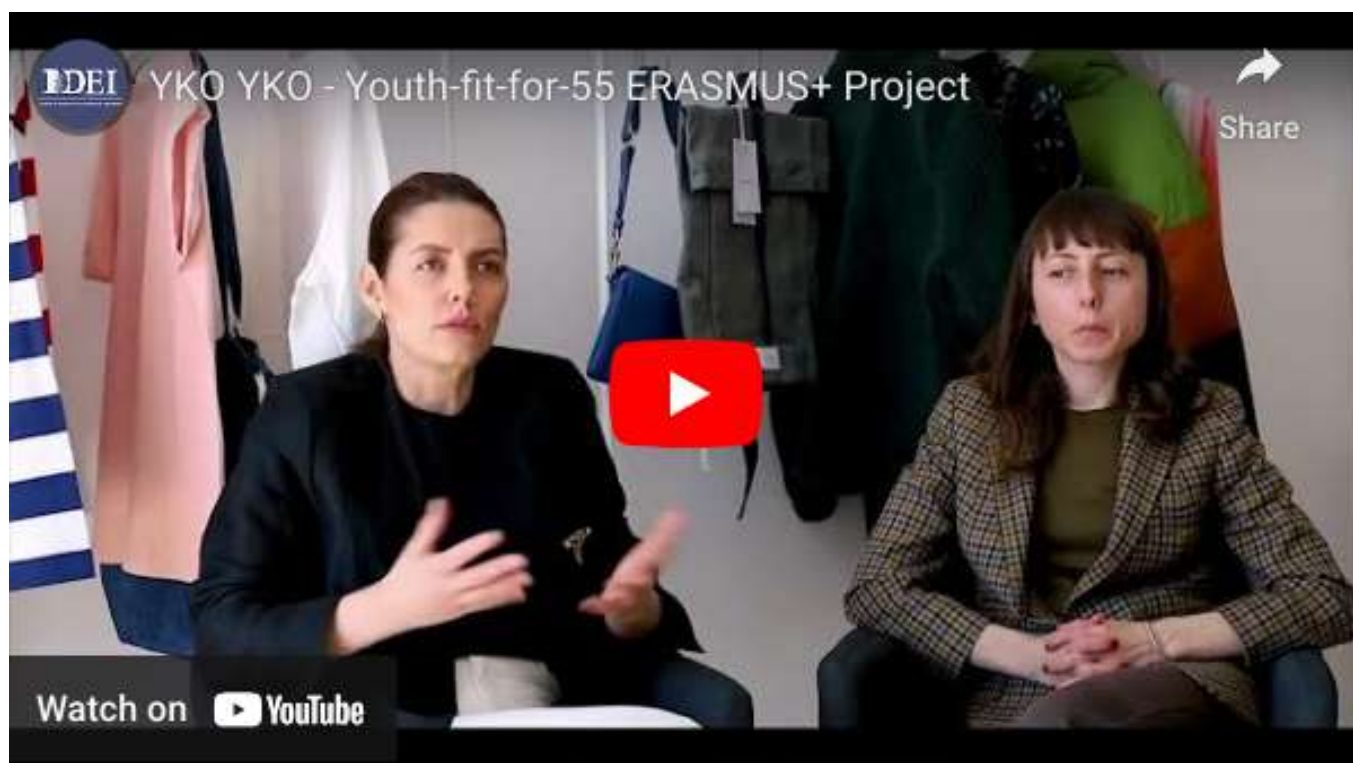 IDEI
YKO YKO - Youth-fit-for-55 ERASMUS+ Project
Share
Watch on YouTube